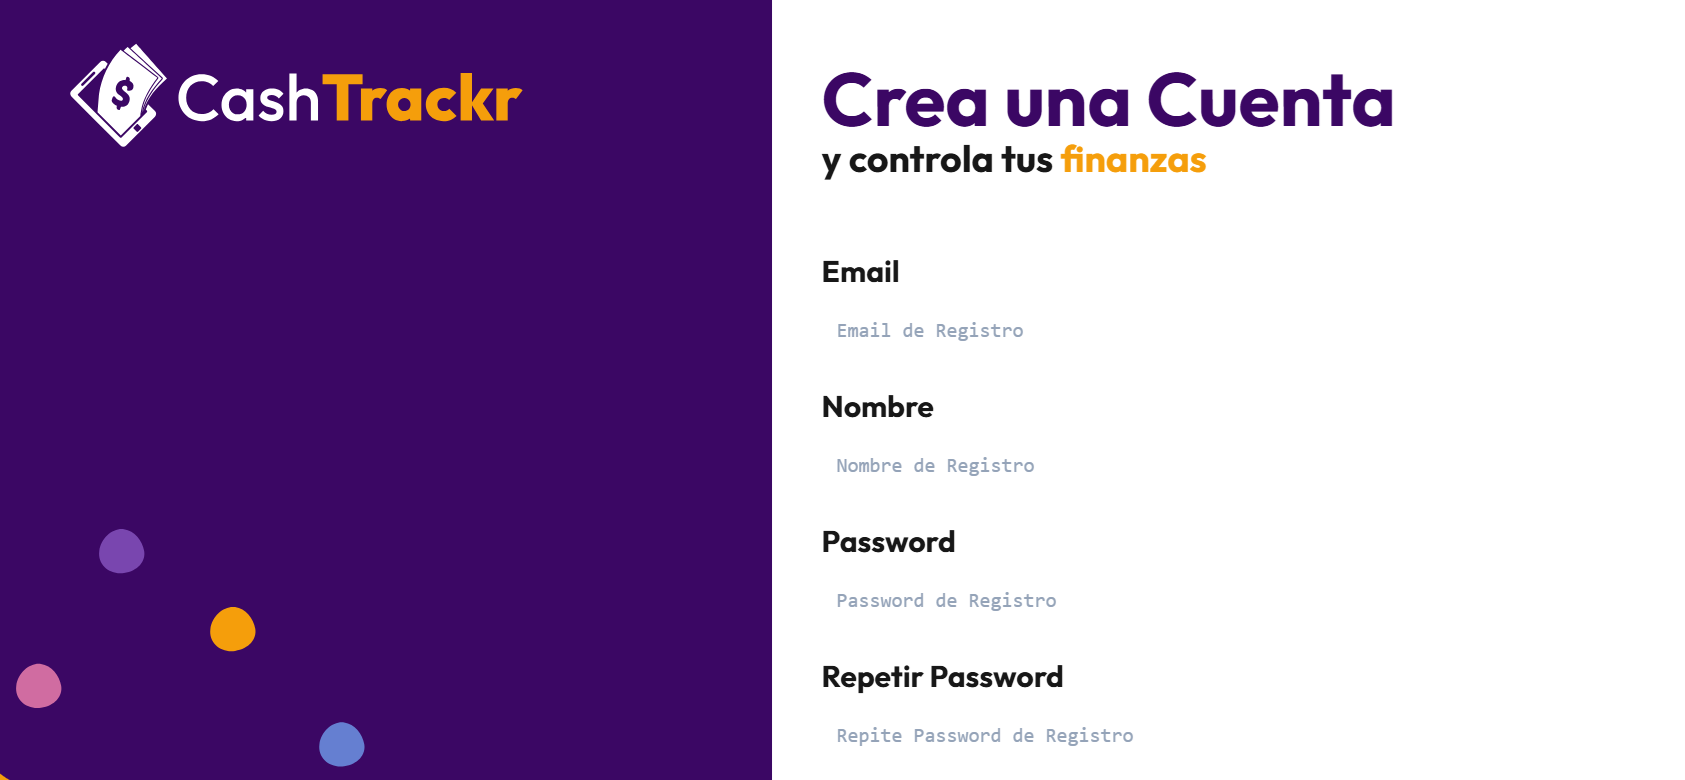 $
CashTrackr
Crea una Cuenta
y controla tus finanzas
Email
Email de Registro
Nombre
Nombre de Registro
Password
Password de Registro
Repetir Password
Repite Password de Registro